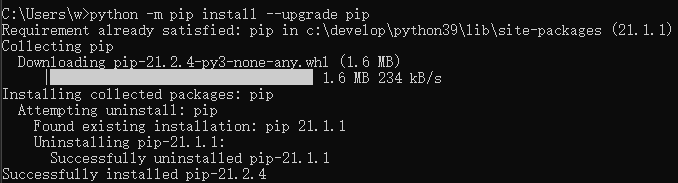 C:\Users\w>python -m pip install --upgrade pip
Requirement already satisfied: pip in c:\develop\python39\lib\site-packages (21.1.1)
Collecting pip
Downloading pip-21.2.4-py3-none-any.whl (1.6 MB)
| 1.6 MB 234 kB/s
Installing collected packages: pip
Attempting uninstall: pip
Found existing installation: pip 21.1.1
Uninstalling pip-21.1.1:
Successfully uninstalled pip-21.1.1
Successfully installed pip-21.2.4